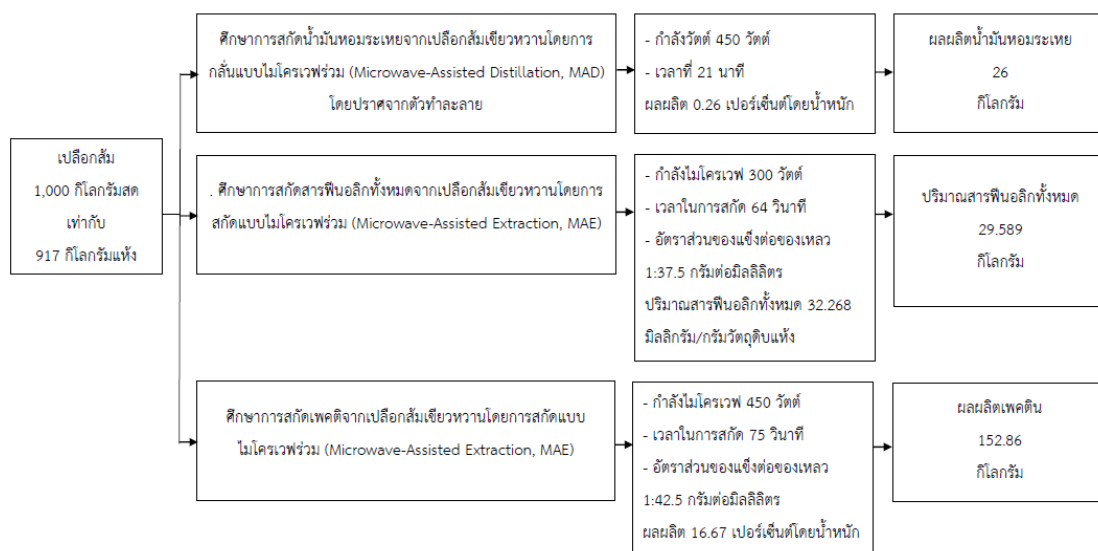 เปลือกส้ม
1,000 กิโลกรัมสด
เท่ากับ
917 กิโลกรัมแห้ง
ศึกษาการสกัดน้ำมันหอมระเหยจากเปลือกส้มเขียวหวานโดยการ
กลั่นแบบไมโครเวฟร่วม (Microwave-Assisted Distillation, MAD)
โดยปราศจากตัวทำละลาย
- กำลังวัตต์ 450 วัตต์
- เวลาที่ 21 นาที
ผลผลิต 0.26 เปอร์เซ็นต์โดยน้ำหนัก
ผลผลิตน้ำมันหอมระเหย
26
กิโลกรัม
. ศึกษาการสกัดสารฟีนอลิกทั้งหมดจากเปลือกส้มเขียวหวานโดยการ
สกัดแบบไมโครเวฟร่วม (Microwave-Assisted Extraction, MAE)
- กำลังไมโครเวฟ 300 วัตต์
- เวลาในการสกัด 64 วินาที
- อัตราส่วนของแข็งต่อของเหลว
1:37.5 กรัมต่อมิลลิลิตร
ปริมาณสารฟีนอลิกทั้งหมด 32.268
มิลลิกรัม/กรัมวัตถุดิบแห้ง
ปริมาณสารฟีนอลิกทั้งหมด
29.589
กิโลกรัม
ศึกษาการสกัดเพคติจากเปลือกส้มเขียวหวานโดยการสกัดแบบ
ไมโครเวฟร่วม (Microwave-Assisted Extraction, MAE)
- กำลังไมโครเวฟ 450 วัตต์
- เวลาในการสกัด 75 วินาที
- อัตราส่วนของแข็งต่อของเหลว
1:42.5 กรัมต่อมิลลิลิตร
ผลผลิต 16.67 เปอร์เซ็นต์โดยน้ำหนัก
ผลผลิตเพคติน
152.86
กิโลกรัม